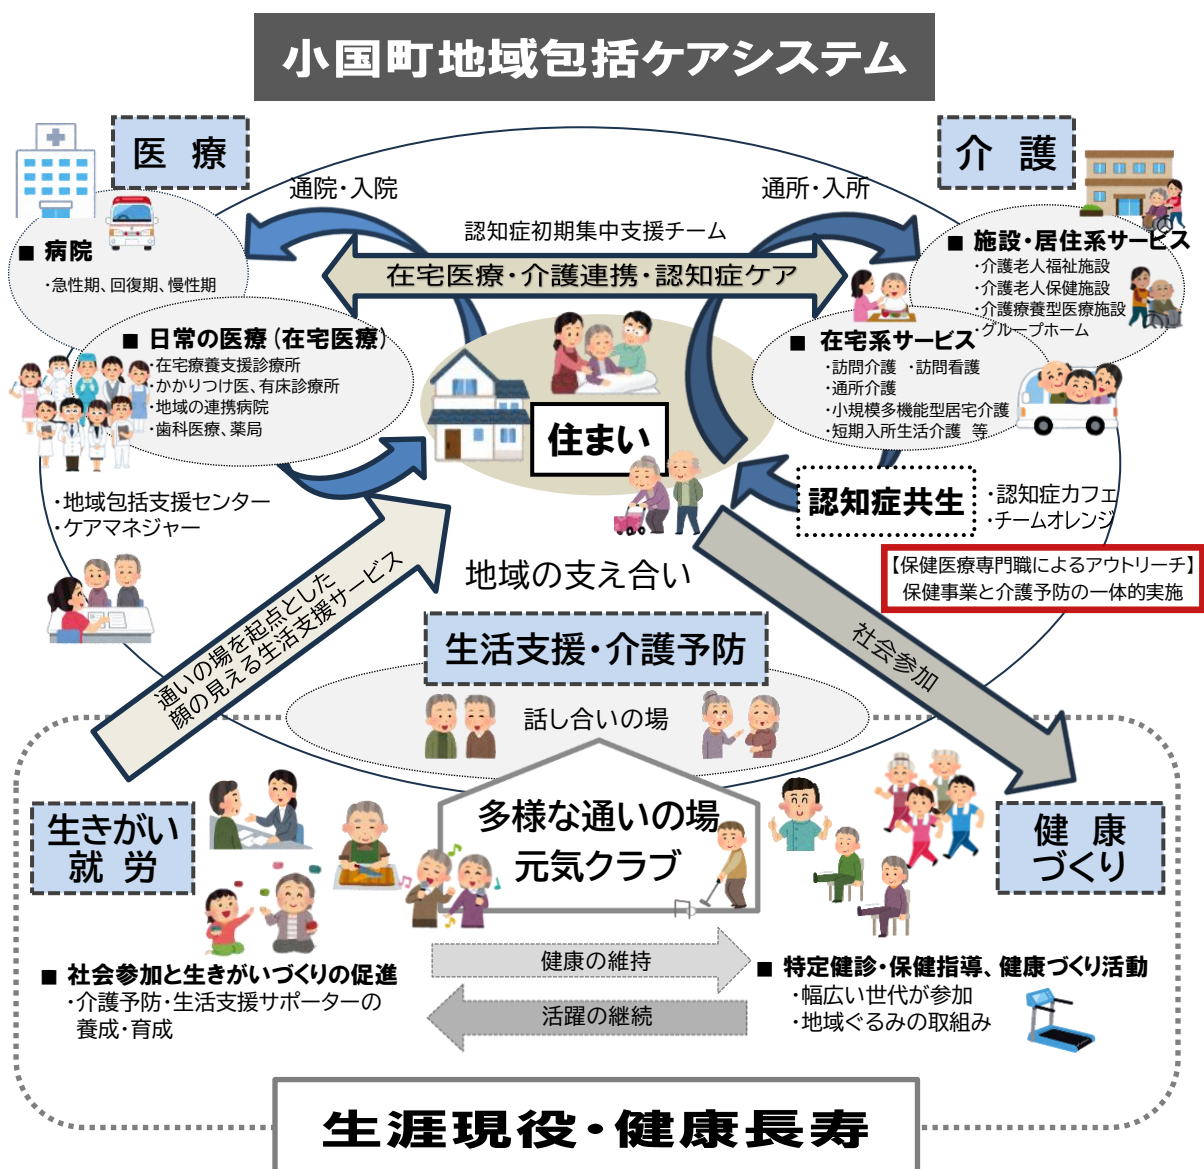 小国町地域包括ケアシステム
医 療
介 護
通院・入院
通所・入所
認知症初期集中支援チーム
在宅医療・介護連携・認知症ケア
■ 病院
・急性期、回復期、慢性期
■ 日常の医療（在宅医療）
・在宅療養支援診療所
・かかりつけ医、有床診療所
・地域の連携病院
・歯科医療、薬局
■ 施設・居住系サービス
・介護老人福祉施設
・介護老人保健施設
・介護療養型医療施設
・グループホーム
■ 在宅系サービス
・訪問介護 ・訪問看護
・通所介護
・小規模多機能型居宅介護
・短期入所生活介護 等
住まい
・地域包括支援センター
・ケアマネジャー
認知症共生
・認知症カフェ
・チームオレンジ
【保健医療専門職によるアウトリーチ】
保健事業と介護予防の一体的実施
地域の支え合い
通いの場を起点とした
顔の見える生活支援サービス
社会参加
生活支援・介護予防
話し合いの場
多様な通いの場
元気クラブ
生きがい
就 労
健 康
づくり
健康の維持
活躍の継続
■ 社会参加と生きがいづくりの促進
・介護予防・生活支援サポーターの
養成・育成
■ 特定健診・保健指導、健康づくり活動
・幅広い世代が参加
・地域ぐるみの取組み
生涯現役・健康長寿